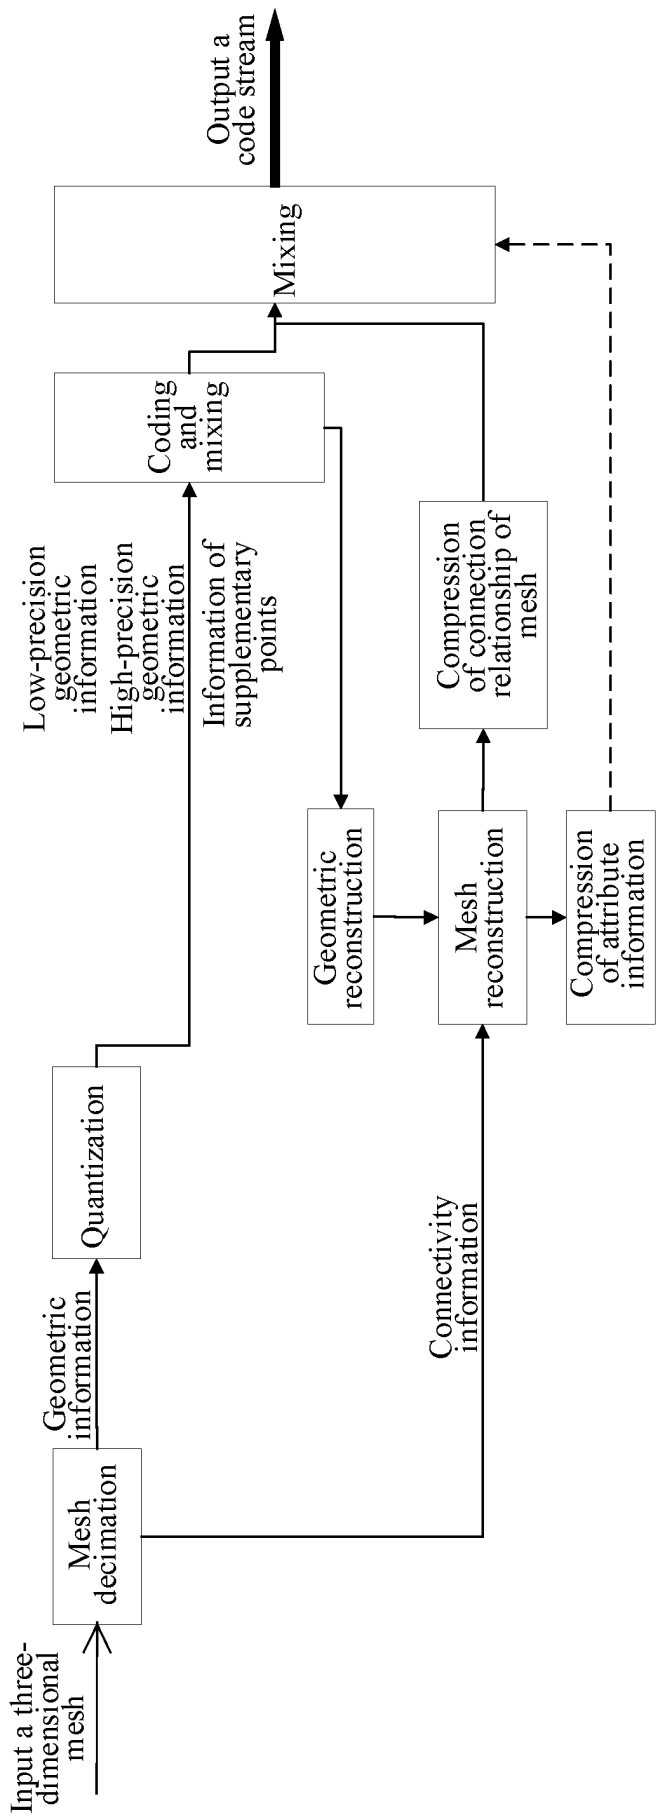 Input a three-
dimensional
mesh
Mesh
decimation
Geometric
information
Quantization
Low-precision
geometric
information
High-precision
geometric
information
Information of
supplementary
points
Coding
and
mixing
Mixing
Output a
code stream
Connectivity
information
Geometric
reconstruction
Mesh
reconstruction
Compression
of connection
relationship of
mesh
Compression
of attribute
information